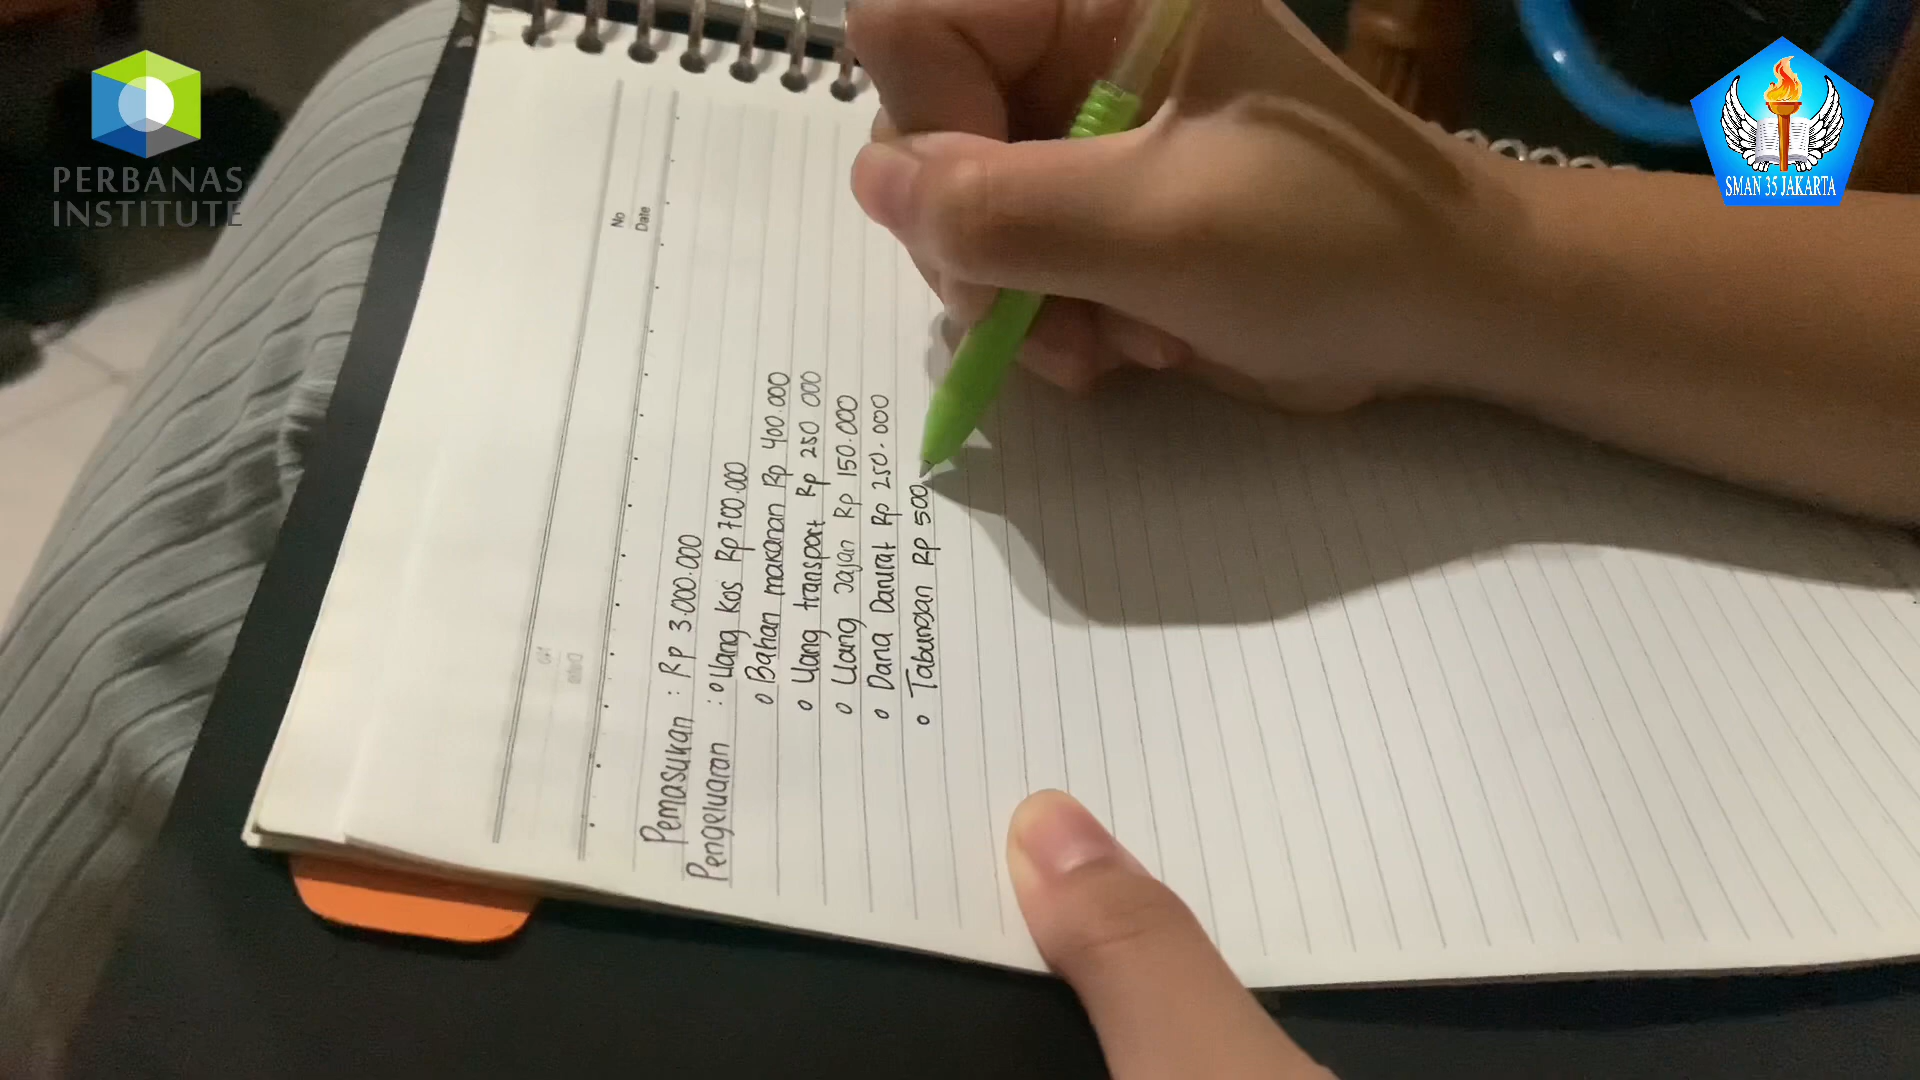 PERBANAS
INSTITUTE
SMAN 35 JAKARTA
No
Date
Pemasukan : Rp 3.000.000
Pengeluaran : o Uang Kos Rp 700.000
o Bahan makanan Rp 400.000
o Uang transport Rp 250 000
o Uang Jajan Rp 150.000
o Dana Darurat Rp 250.000
o Tabungan Rp 500